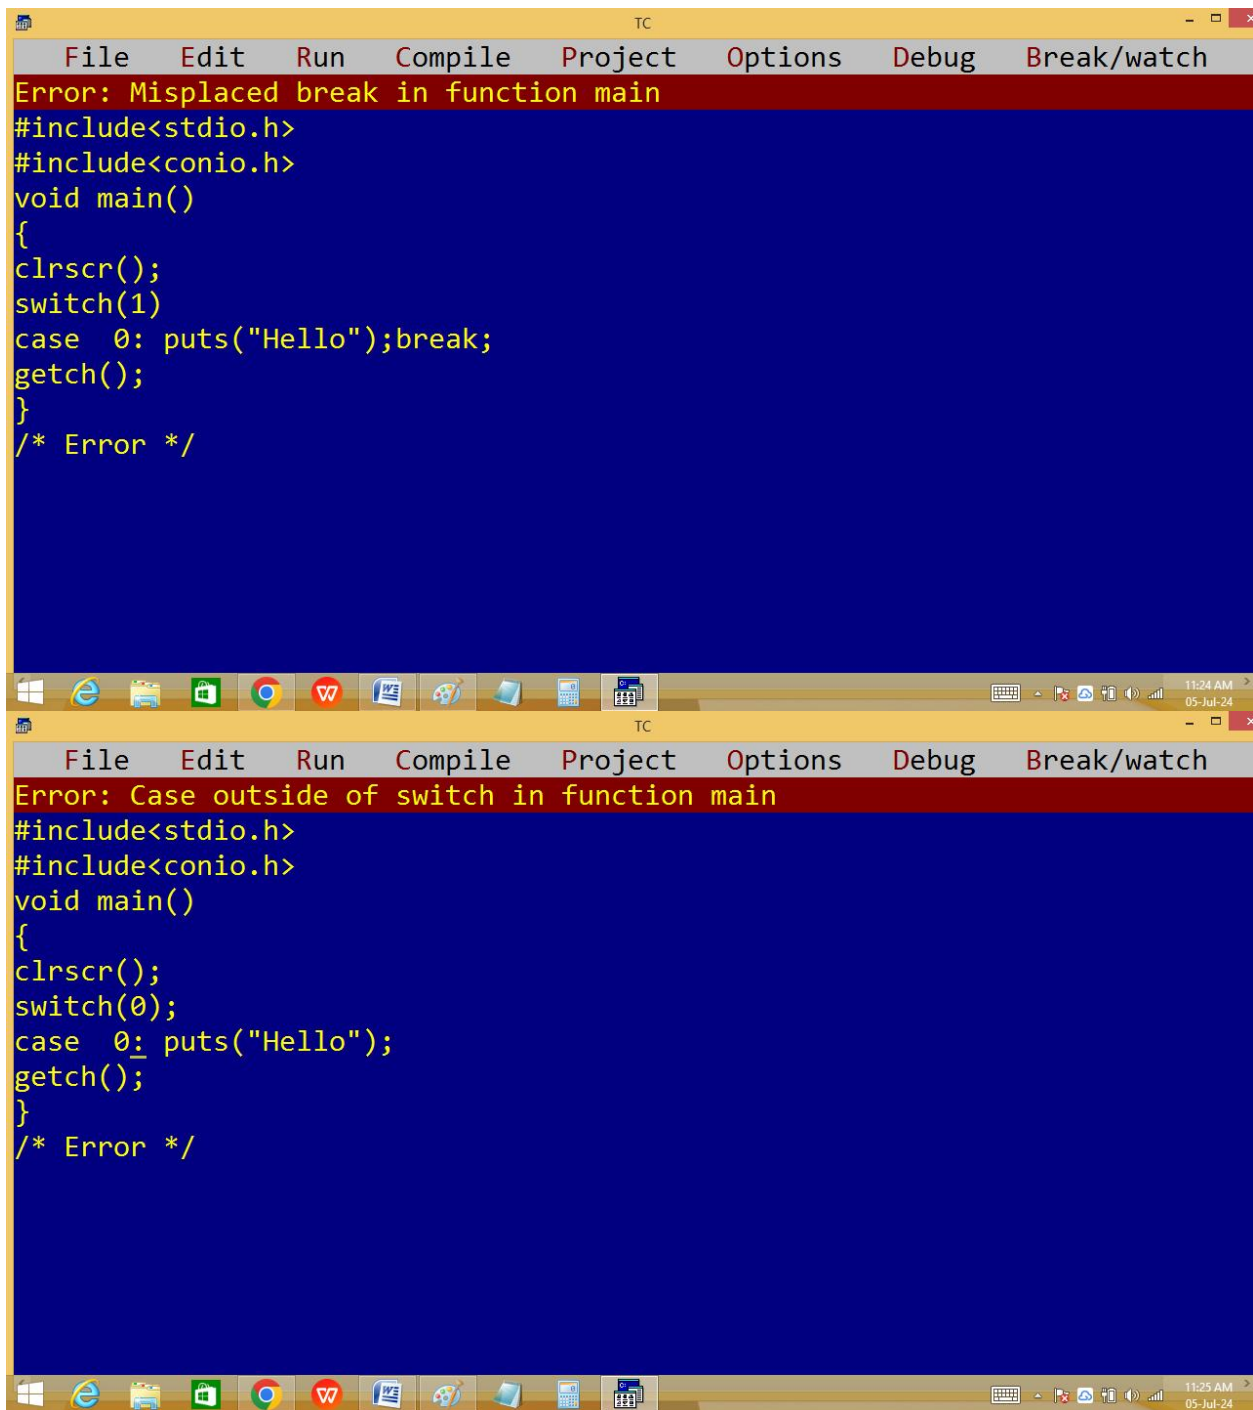 TC
File Edit Run Compile Project Options Debug Break/watch
Error: Misplaced break in function main
#include<stdio.h>
#include<conio.h>
void main()
{
clrscr();
switch(1)
case  0: puts("Hello");break;
getch();
}
/* Error */
11:24 AM
05-Jul-24
TC
File Edit Run Compile Project Options Debug Break/watch
Error: Case outside of switch in function main
#include<stdio.h>
#include<conio.h>
void main()
{
clrscr();
switch(0);
case  0: puts("Hello");
getch();
}
/* Error */
11:25 AM
05-Jul-24